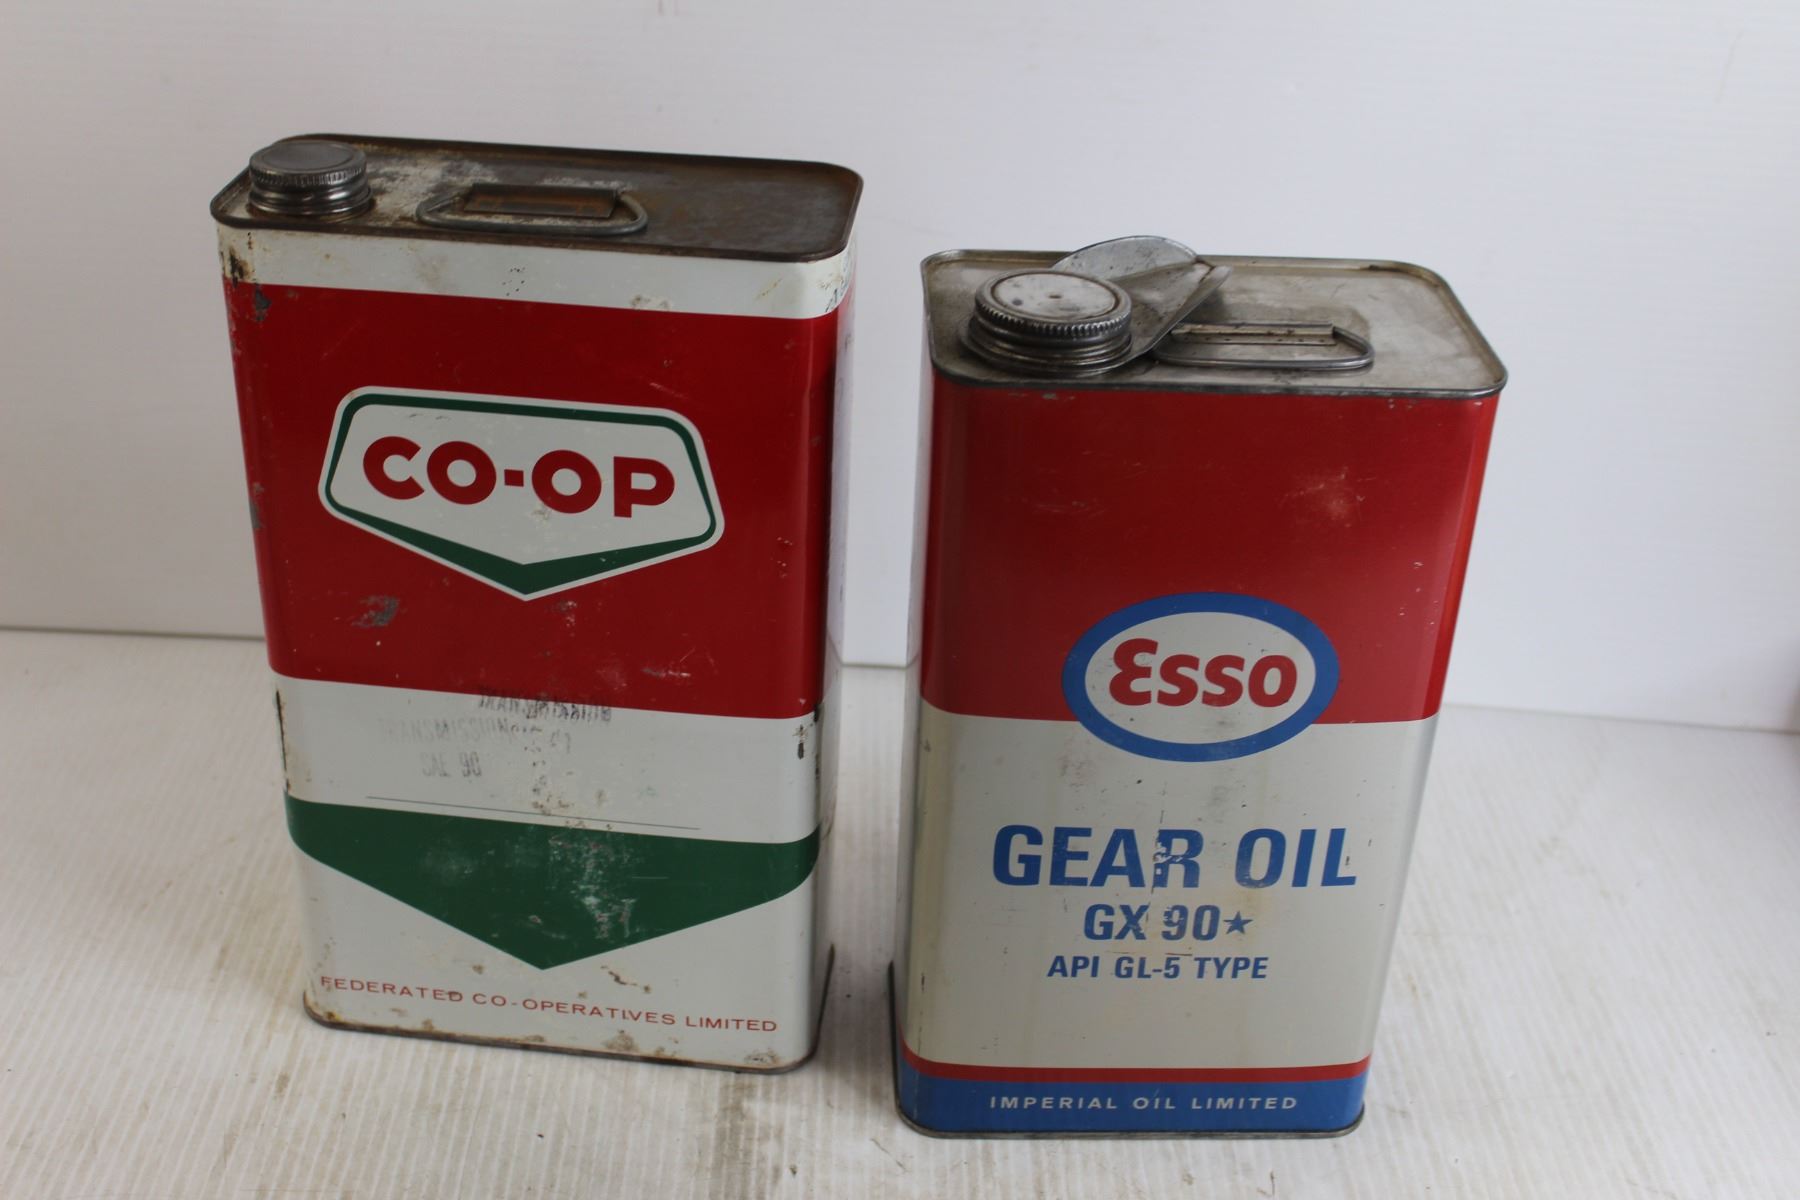 CO-OP
TRANSMISSION
SAE 90
FEDERATED CO-OPERATIVES LIMITED
Esso
GEAR OIL
GX 90★
API GL-5 TYPE
IMPERIAL OIL LIMITED